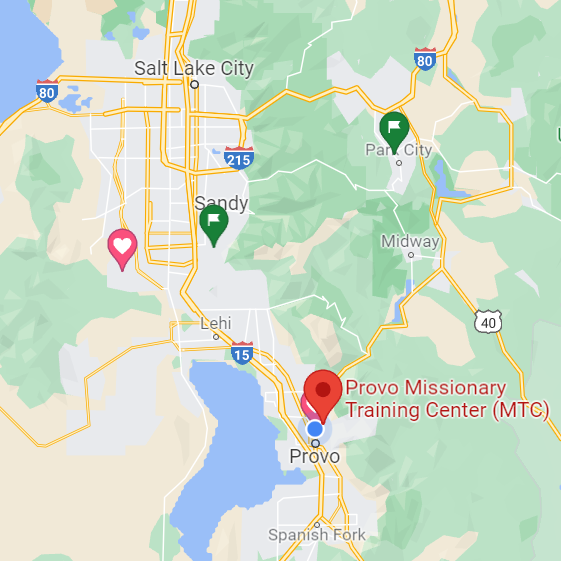 Salt Lake City
80
80
215
Park City
Sandy
Midway
40
Lehi
15
Provo Missionary
Training Center (MTC)
Provo
Spanish Fork